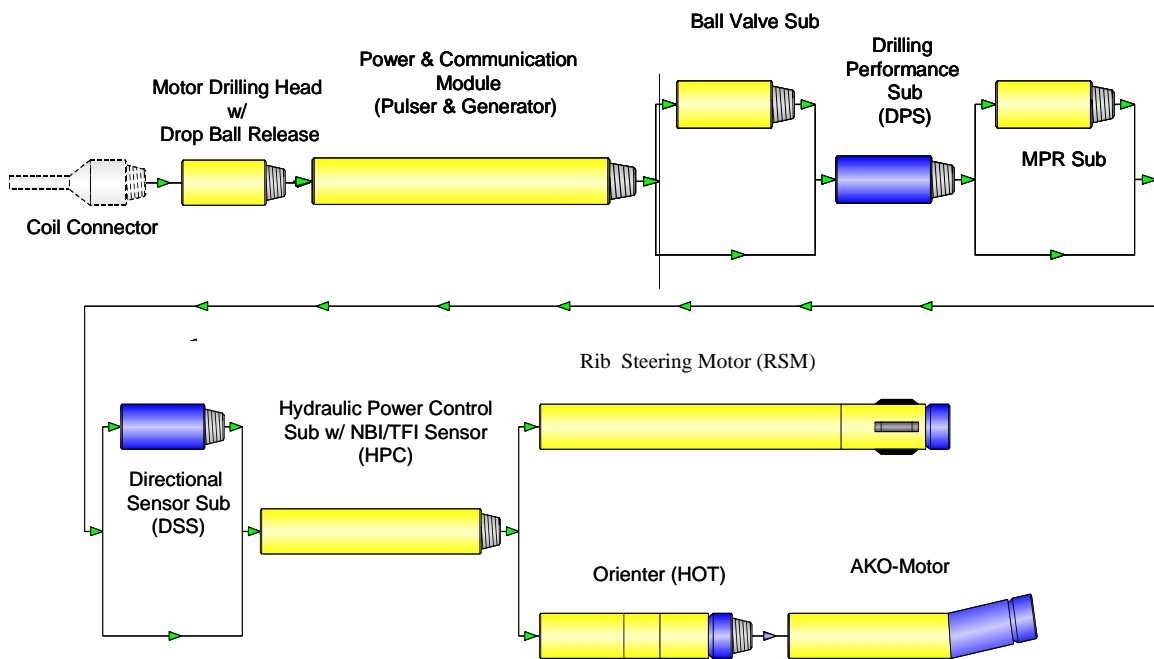 Ball Valve Sub
Power & Communication
Module
(Pulser & Generator)
Drilling
Performance
Sub
(DPS)
Motor Drilling Head
w/
Drop Ball Release
MPR Sub
Coil Connector
Rib Steering Motor (RSM)
Hydraulic Power Control
Sub w/ NBI/TFI Sensor
(HPC)
Directional
Sensor Sub
(DSS)
Orienter (HOT)
AKO-Motor